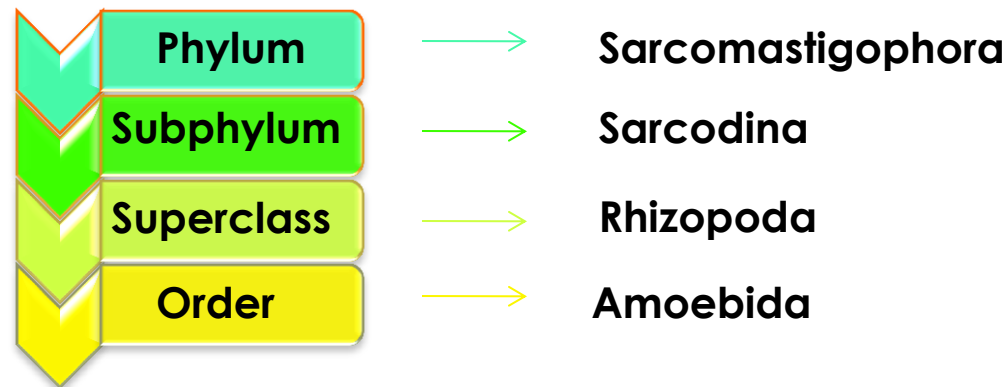 Phylum Sarcomastigophora
Subphylum Sarcodina
Superclass Rhizopoda
Order Amoebida